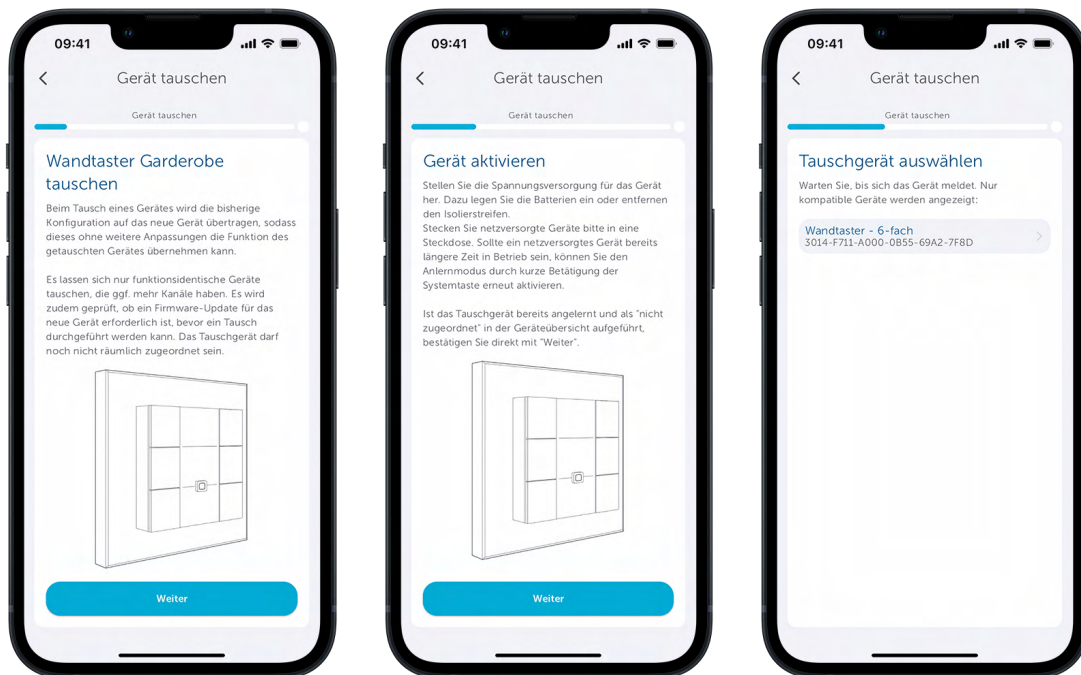 09:41
Gerät tauschen
Gerät tauschen
Wandtaster Garderobe
tauschen
Beim Tausch eines Gerätes wird die bisherige
Konfiguration auf das neue Gerät übertragen, sodass
dieses ohne weitere Anpassungen die Funktion des
getauschten Gerätes übernehmen kann.
Es lassen sich nur funktionsidentische Geräte
tauschen, die ggf. mehr Kanäle haben. Es wird
zudem geprüft, ob ein Firmware-Update für das
neue Gerät erforderlich ist, bevor ein Tausch
durchgeführt werden kann. Das Tauschgerät darf
noch nicht räumlich zugeordnet sein.
Weiter
09:41
Gerät tauschen
Gerät tauschen
Gerät aktivieren
Stellen Sie die Spannungsversorgung für das Gerät
her. Dazu legen Sie die Batterien ein oder entfernen
den Isolierstreifen.
Stecken Sie netzversorgte Geräte bitte in eine
Steckdose. Sollte ein netzversorgtes Gerät bereits
längere Zeit in Betrieb sein, können Sie den
Anlernmodus durch kurze Betätigung der
Systemtaste erneut aktivieren.
Ist das Tauschgerät bereits angelernt und als "nicht
zugeordnet" in der Geräteübersicht aufgeführt,
bestätigen Sie direkt mit "Weiter".
Weiter
09:41
Gerät tauschen
Gerät tauschen
Tauschgerät auswählen
Warten Sie, bis sich das Gerät meldet. Nur
kompatible Geräte werden angezeigt:
Wandtaster - 6-fach
3014-F711-A000-0B55-69A2-7F8D